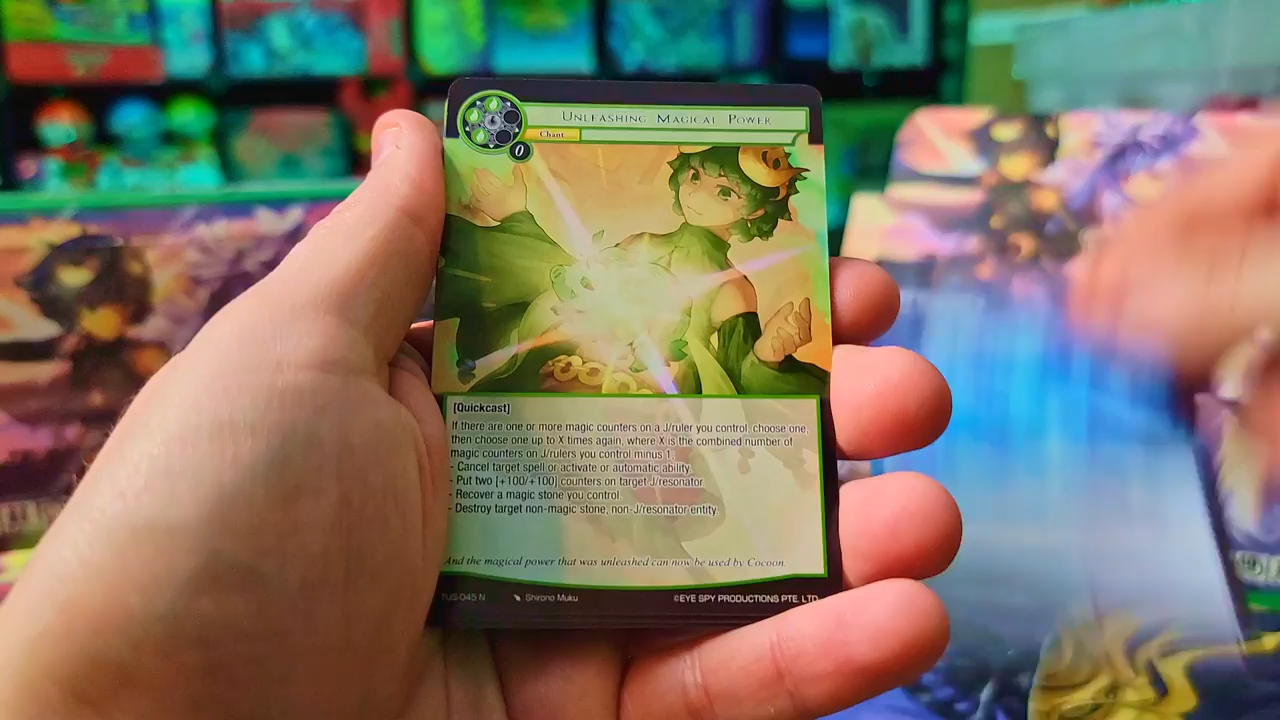 Unleashing Magical Power
Chant
0
[Quickcast]
If there are one or more magic counters on a J/ruler you control, choose one,
then choose one up to X times again, where X is the combined number of
magic counters on J/rulers you control minus 1.
- Cancel target spell or activate or automatic ability.
- Put two [+100/+100] counters on target J/resonator.
- Recover a magic stone you control.
- Destroy target non-magic stone, non-J/resonator entity.
And the magical power that was unleashed can now be used by Cocoon.
TUS-045 N Shirono Muku ©EYE SPY PRODUCTIONS PTE. LTD.